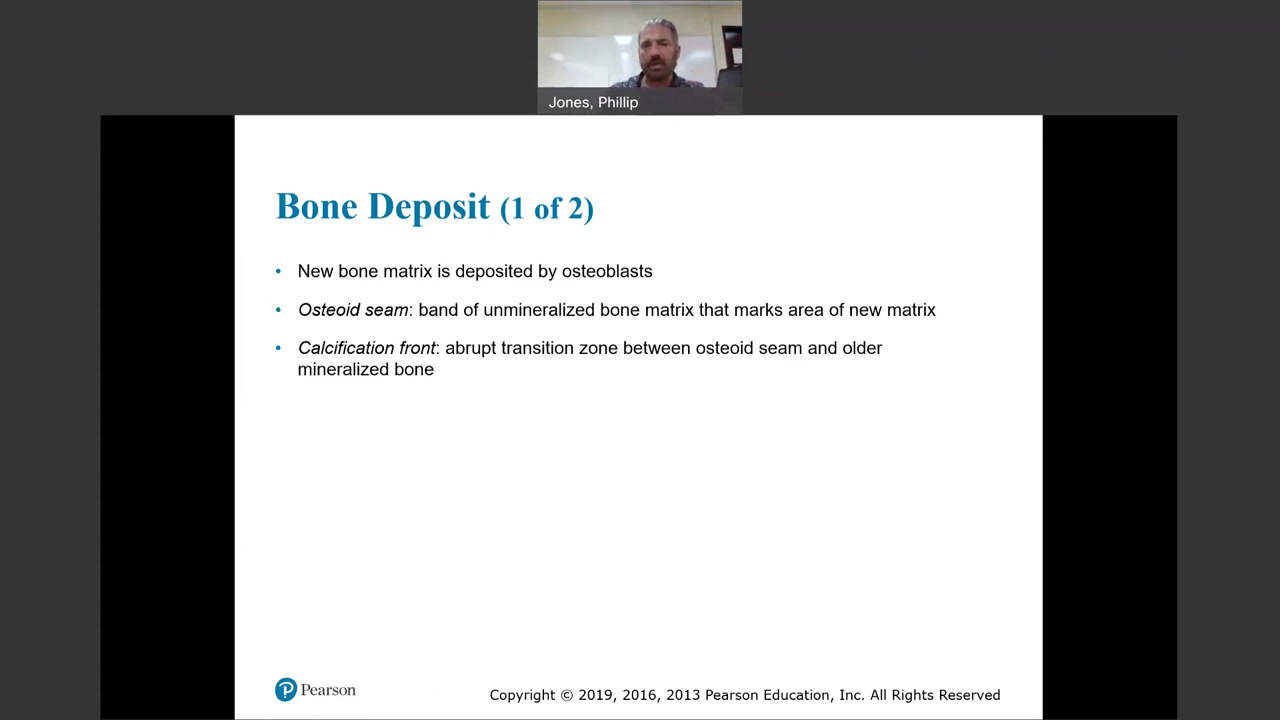 Jones, Phillip
Bone Deposit (1 of 2)
• New bone matrix is deposited by osteoblasts
• Osteoid seam: band of unmineralized bone matrix that marks area of new matrix
• Calcification front: abrupt transition zone between osteoid seam and older
mineralized bone
P Pearson
Copyright © 2019, 2016, 2013 Pearson Education, Inc. All Rights Reserved